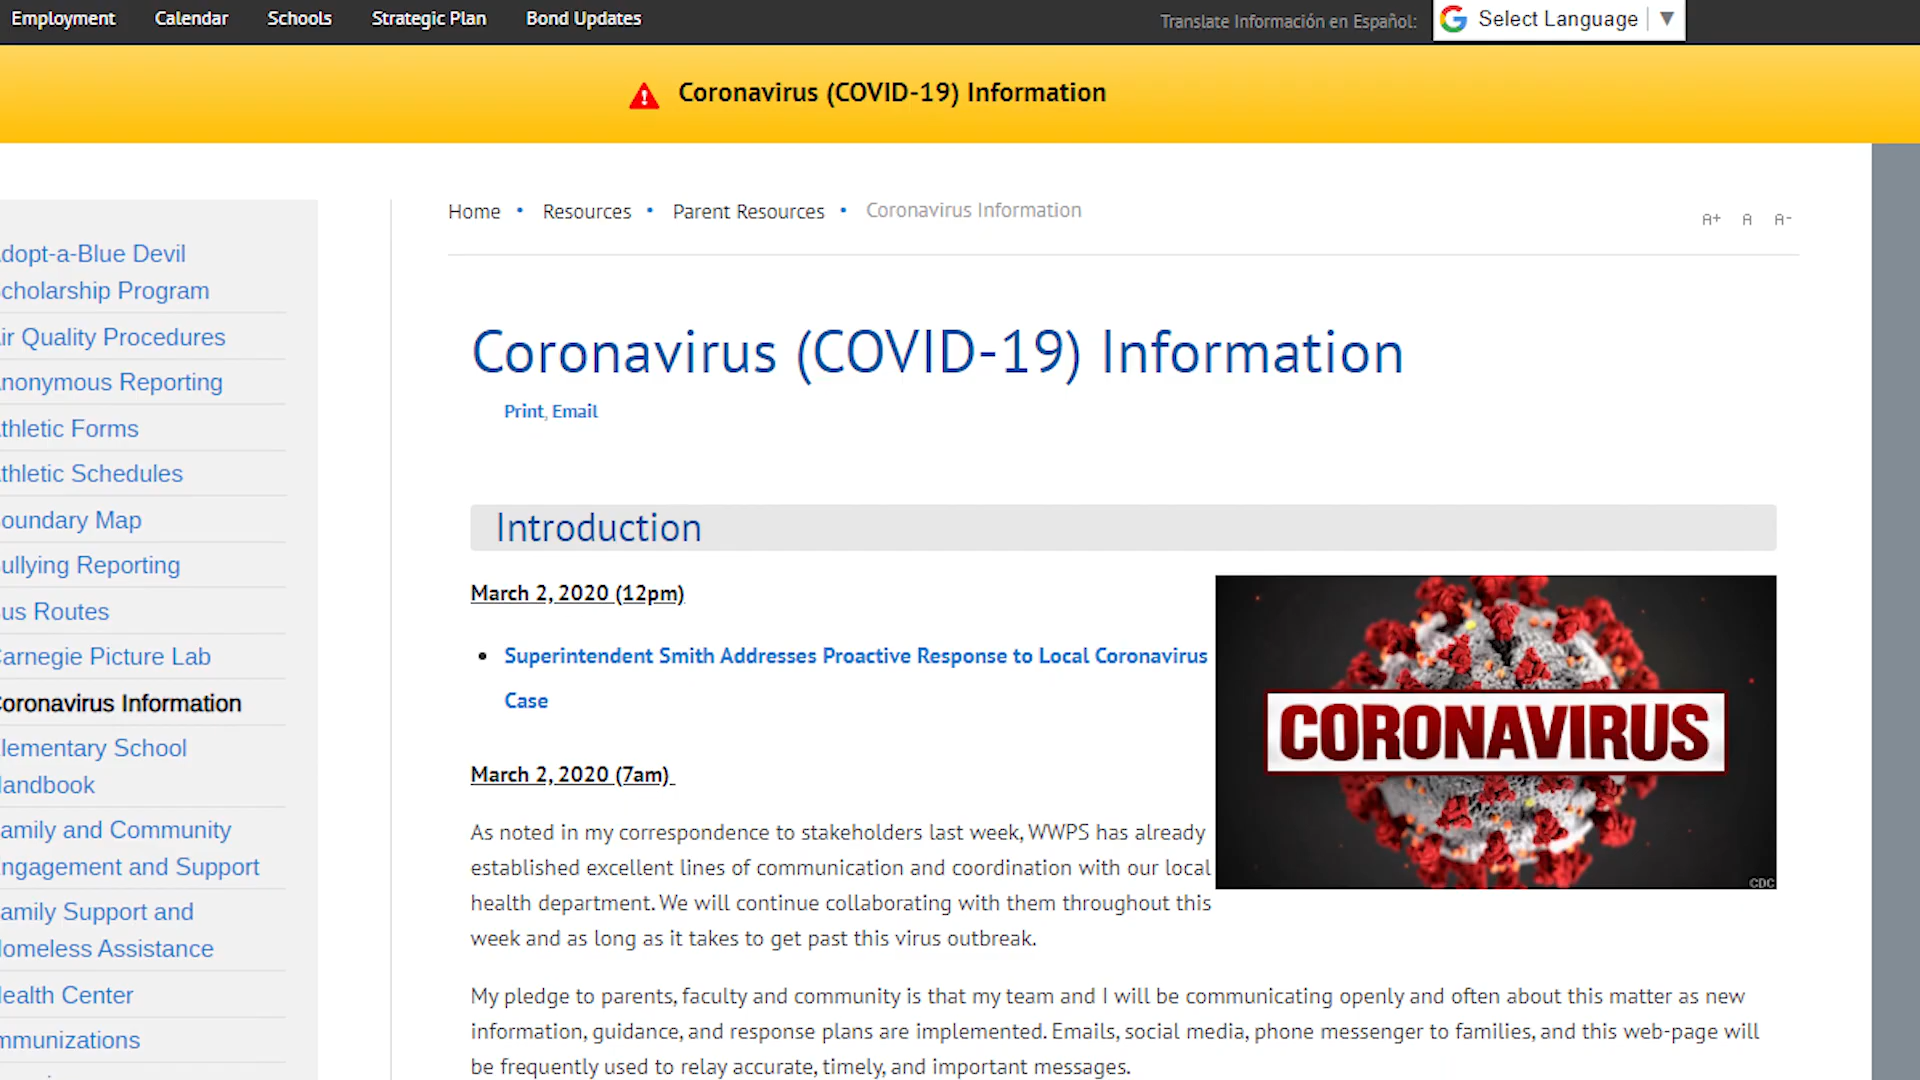 Employment Calendar Schools Strategic Plan Bond Updates Translate Información en Español: Select Language ▼
Coronavirus (COVID-19) Information
Home • Resources • Parent Resources • Coronavirus Information
A+ A A-
dopt-a-Blue Devil
cholarship Program
ir Quality Procedures
nonymous Reporting
thletic Forms
thletic Schedules
oundary Map
ullying Reporting
us Routes
arnegie Picture Lab
oronavirus Information
lementary School
andbook
amily and Community
ngagement and Support
amily Support and
omeless Assistance
ealth Center
mmunizations
Coronavirus (COVID-19) Information
Print, Email
Introduction
March 2, 2020 (12pm)
• Superintendent Smith Addresses Proactive Response to Local Coronavirus
Case
March 2, 2020 (7am)
As noted in my correspondence to stakeholders last week, WWPS has already
established excellent lines of communication and coordination with our local
health department. We will continue collaborating with them throughout this
week and as long as it takes to get past this virus outbreak.
CORONAVIRUS
CDC
My pledge to parents, faculty and community is that my team and I will be communicating openly and often about this matter as new
information, guidance, and response plans are implemented. Emails, social media, phone messenger to families, and this web-page will
be frequently used to relay accurate, timely, and important messages.